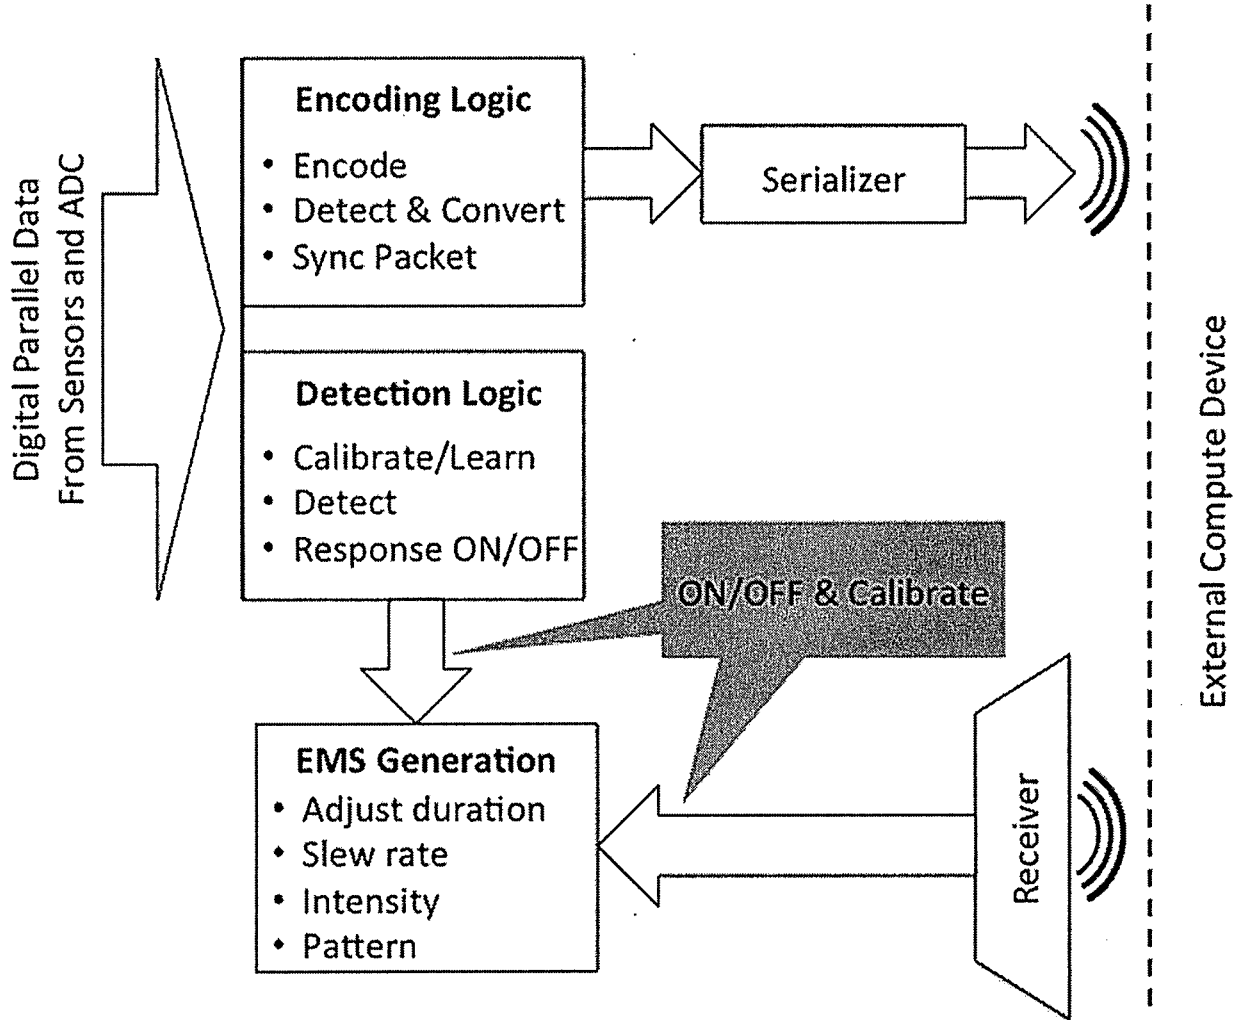 Digital Parallel Data
From Sensors and ADC
Encoding Logic
• Encode
• Detect & Convert
• Sync Packet
Serializer
Detection Logic
• Calibrate/Learn
• Detect
• Response ON/OFF
ON/OFF & Calibrate
EMS Generation
• Adjust duration
• Slew rate
• Intensity
• Pattern
Receiver
External Compute Device